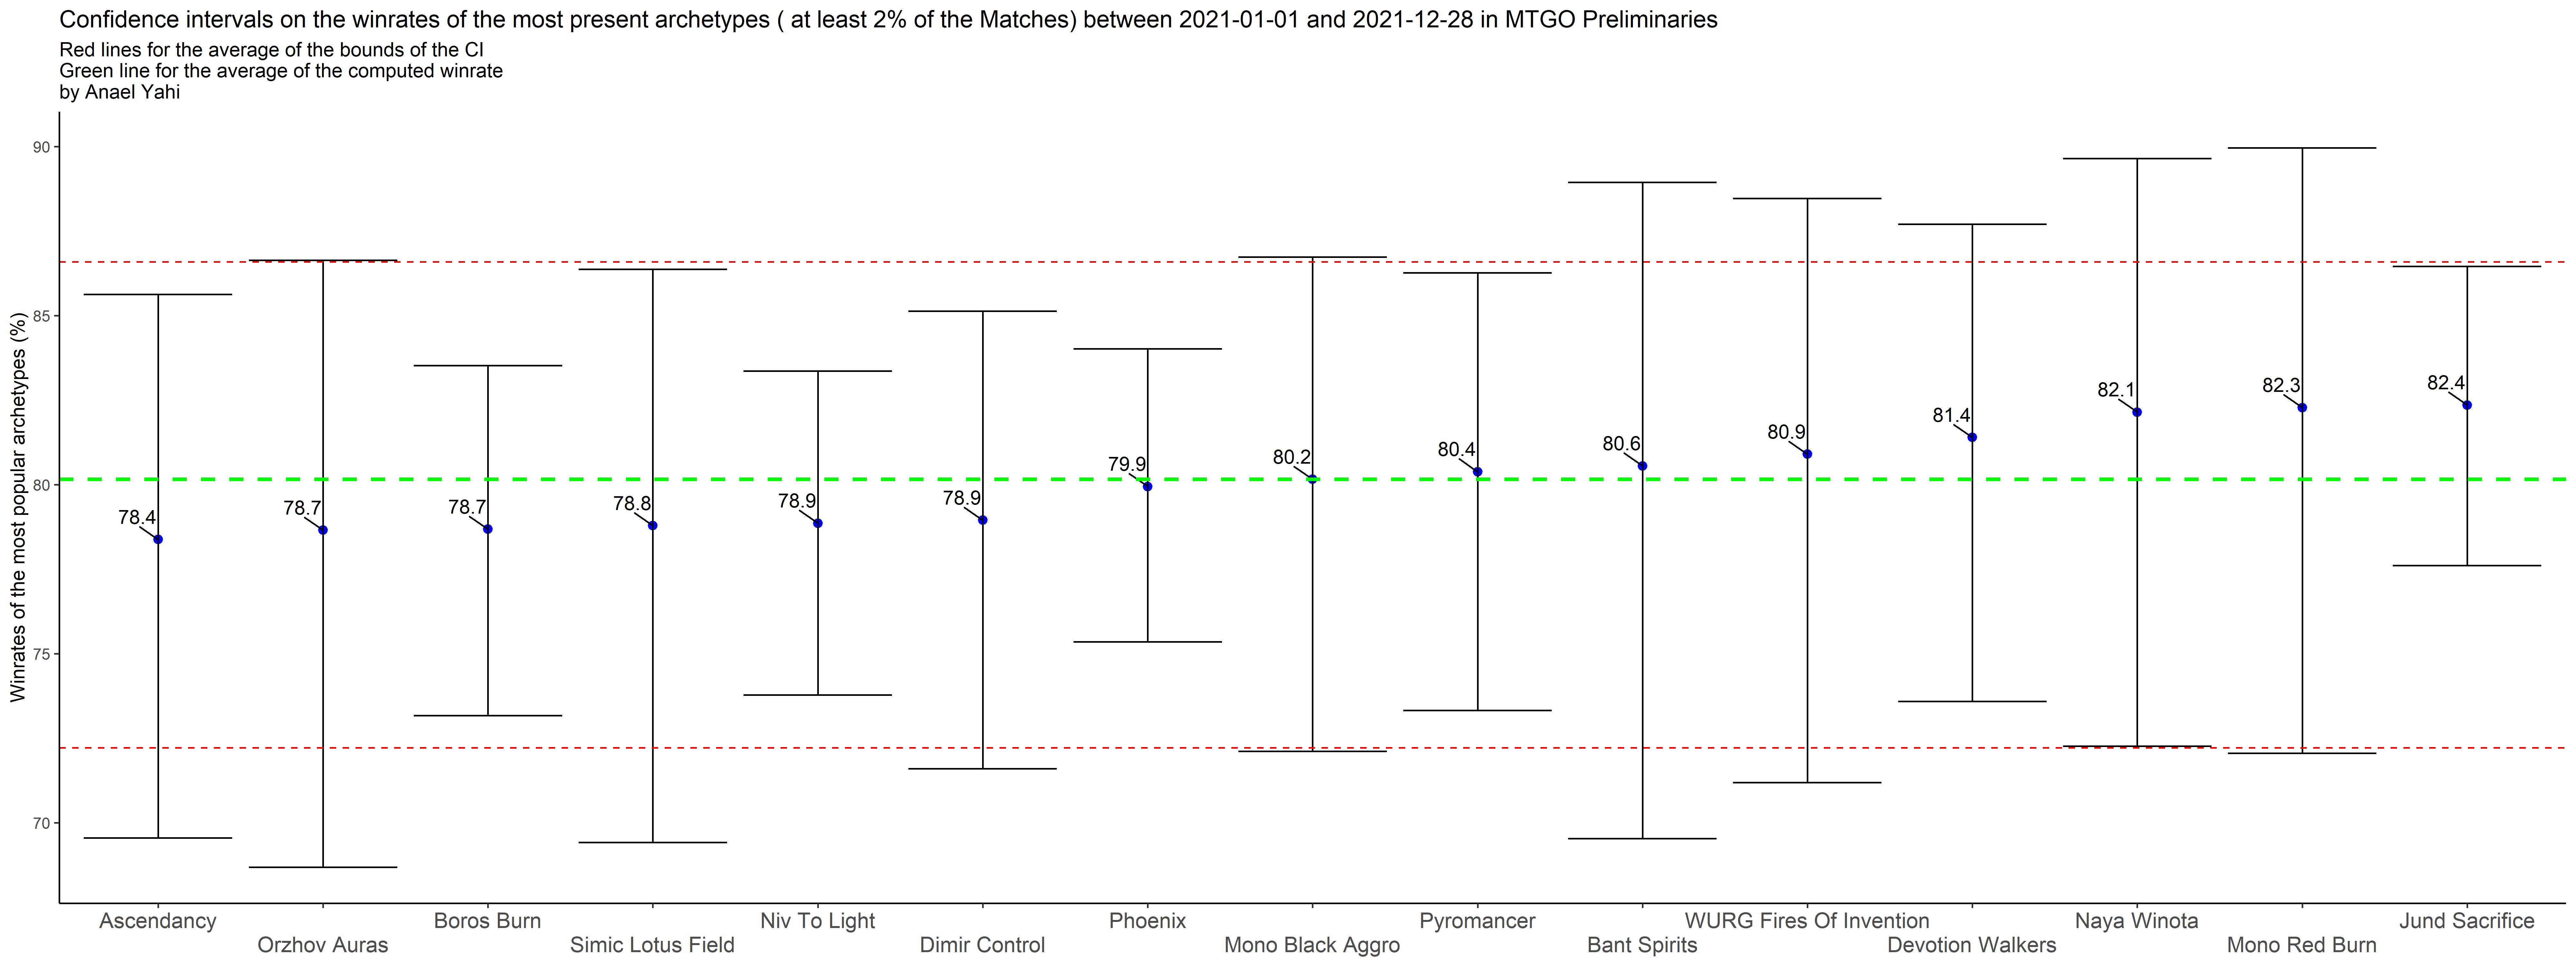 Confidence intervals on the winrates of the most present archetypes ( at least 2% of the Matches) between 2021-01-01 and 2021-12-28 in MTGO Preliminaries
Red lines for the average of the bounds of the CI
Green line for the average of the computed winrate
by Anael Yahi
Winrates of the most popular archetypes (%)
90
85
80
75
70
78.4
78.7
78.7
78.8
78.9
78.9
79.9
80.2
80.4
80.6
80.9
81.4
82.1
82.3
82.4
Ascendancy
Orzhov Auras
Boros Burn
Simic Lotus Field
Niv To Light
Dimir Control
Phoenix
Mono Black Aggro
Pyromancer
Bant Spirits
WURG Fires Of Invention
Devotion Walkers
Naya Winota
Mono Red Burn
Jund Sacrifice